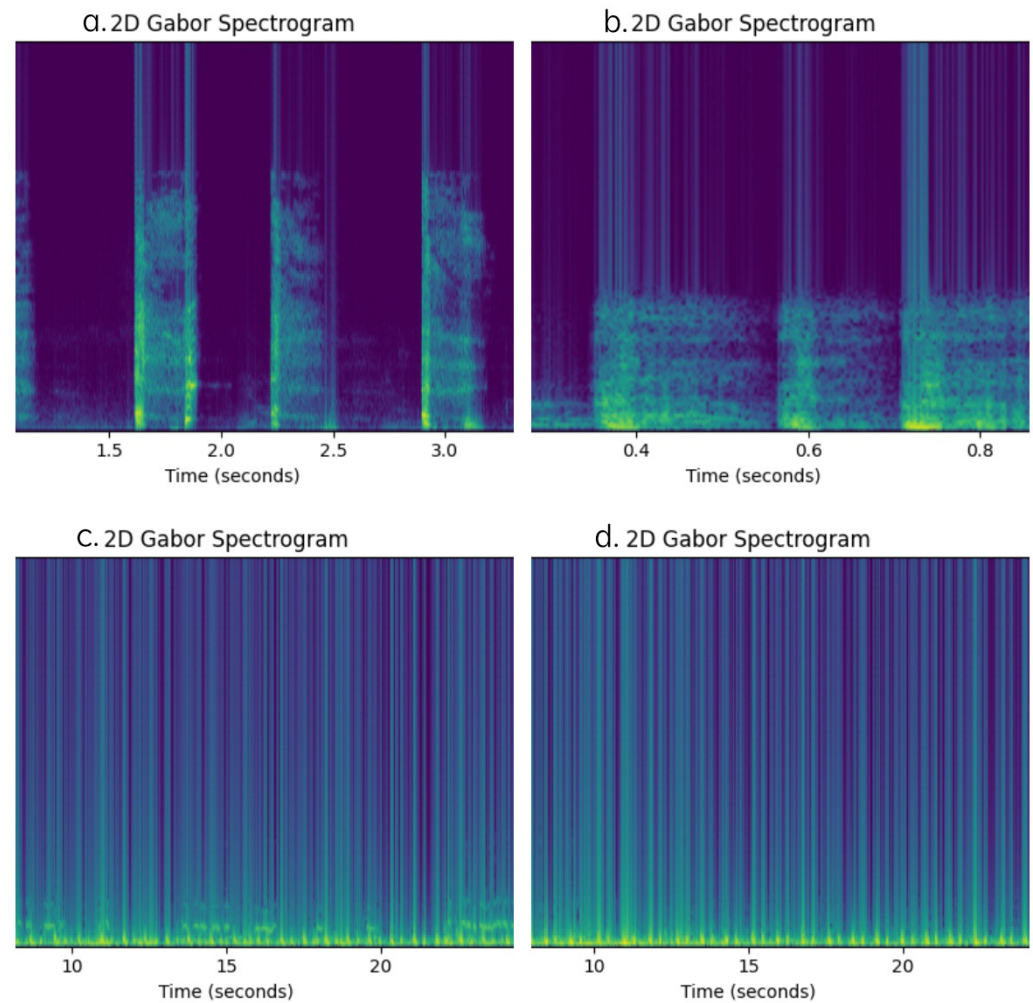 a. 2D Gabor Spectrogram
b. 2D Gabor Spectrogram
1.5 2.0 2.5 3.0
Time (seconds)
0.4 0.6 0.8
Time (seconds)
c. 2D Gabor Spectrogram
d. 2D Gabor Spectrogram
10 15 20
Time (seconds)
10 15 20
Time (seconds)